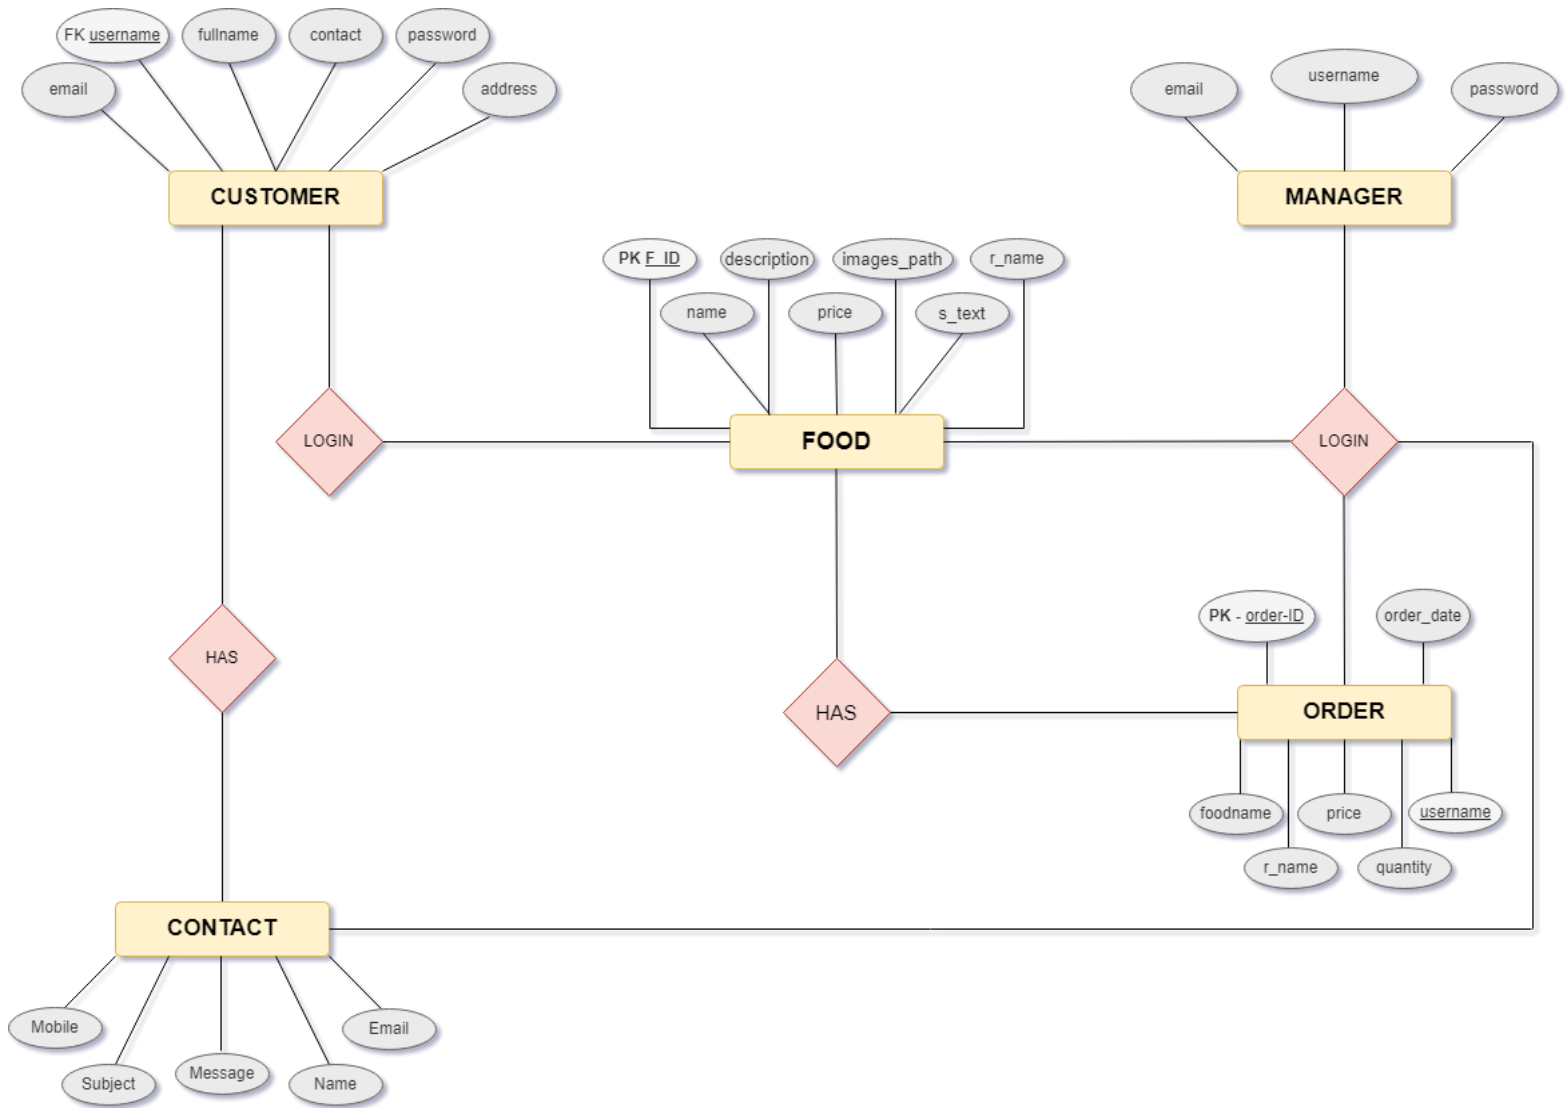 FK username
fullname
contact
password
email
address
CUSTOMER
email
username
password
MANAGER
PK F_ID
description
images_path
r_name
name
price
s_text
LOGIN
FOOD
LOGIN
HAS
HAS
PK - order-ID
order_date
ORDER
foodname
price
username
r_name
quantity
CONTACT
Mobile
Email
Subject
Message
Name